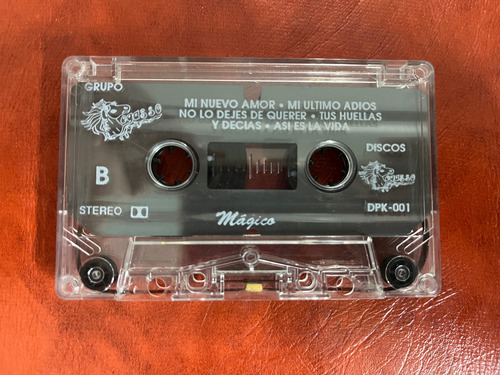 GRUPO
MI NUEVO AMOR • MI ULTIMO ADIOS
NO LO DEJES DE QUERER • TUS HUELLAS
Y DECIAS • ASI ES LA VIDA
DISCOS
B
STEREO
DPK-001
Mágico